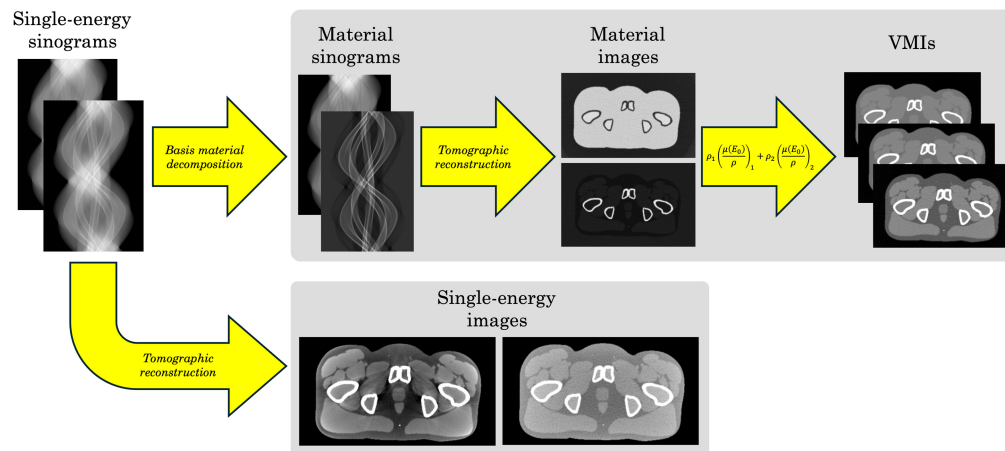 Single-energy
sinograms
Material
sinograms
Material
images
VMIs
Basis material
decomposition
Tomographic
reconstruction
ρ₁(μ(E₀)/ρ)₁ + ρ₂(μ(E₀)/ρ)₂
Single-energy
images
Tomographic
reconstruction